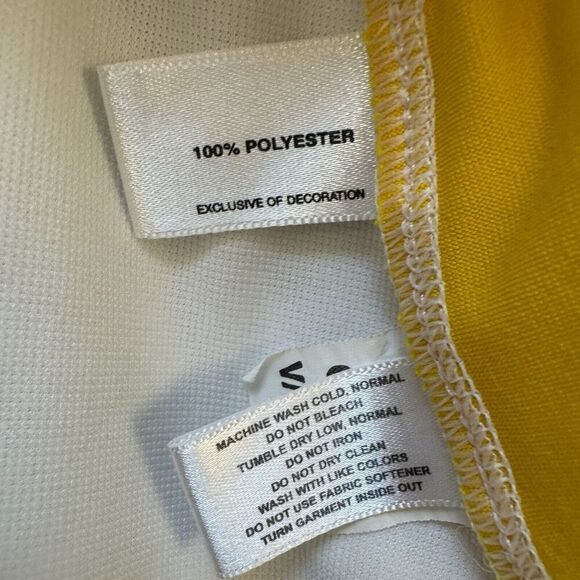 100% POLYESTER
EXCLUSIVE OF DECORATION
MACHINE WASH COLD, NORMAL
DO NOT BLEACH
TUMBLE DRY LOW, NORMAL
DO NOT IRON
DO NOT DRY CLEAN
WASH WITH LIKE COLORS
DO NOT USE FABRIC SOFTENER
TURN GARMENT INSIDE OUT